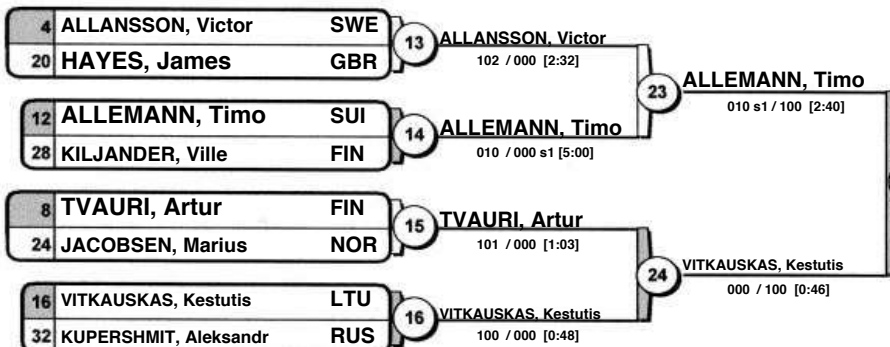 4 ALLANSSON, Victor SWE
20 HAYES, James GBR
13
ALLANSSON, Victor
102 / 000 [2:32]
12 ALLEMANN, Timo SUI
28 KILJANDER, Ville FIN
14
ALLEMANN, Timo
010 / 000 s1 [5:00]
23
ALLEMANN, Timo
010 s1 / 100 [2:40]
8 TVAURI, Artur FIN
24 JACOBSEN, Marius NOR
15
TVAURI, Artur
101 / 000 [1:03]
16 VITKAUSKAS, Kestutis LTU
32 KUPERSHMIT, Aleksandr RUS
16
VITKAUSKAS, Kestutis
100 / 000 [0:48]
24
VITKAUSKAS, Kestutis
000 / 100 [0:46]